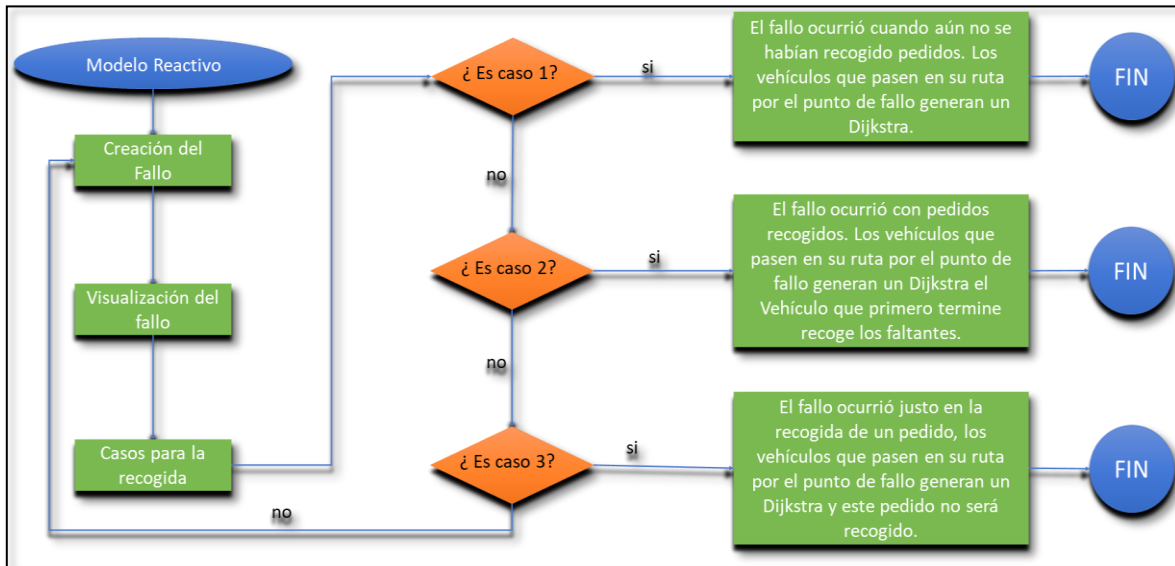 Modelo Reactivo
Creación del
Fallo
Visualización del
fallo
Casos para la
recogida
¿ Es caso 1?
si
El fallo ocurrió cuando aún no se
habían recogido pedidos. Los
vehículos que pasen en su ruta
por el punto de fallo generan un
Dijkstra.
FIN
no
¿ Es caso 2?
si
El fallo ocurrió con pedidos
recogidos. Los vehículos que
pasen en su ruta por el punto de
fallo generan un Dijkstra el
Vehículo que primero termine
recoge los faltantes.
FIN
no
¿ Es caso 3?
si
El fallo ocurrió justo en la
recogida de un pedido, los
vehículos que pasen en su ruta
por el punto de fallo generan un
Dijkstra y este pedido no será
recogido.
FIN
no